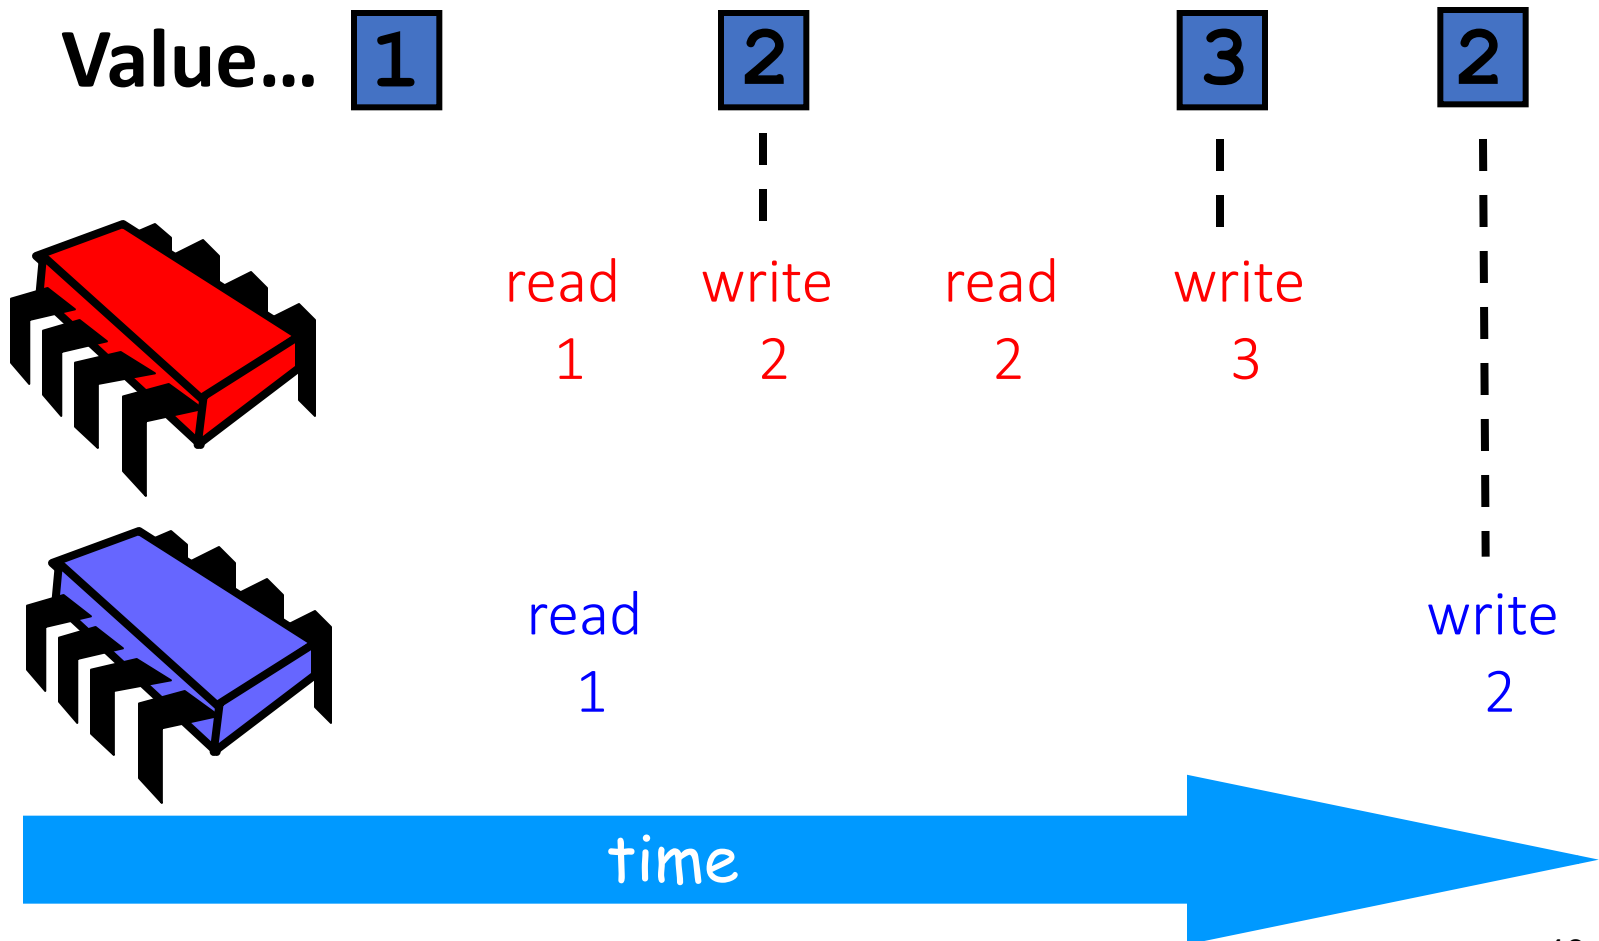 Value... 1 2 3 2
read write read write
1 2 2 3
read write
1 2
time